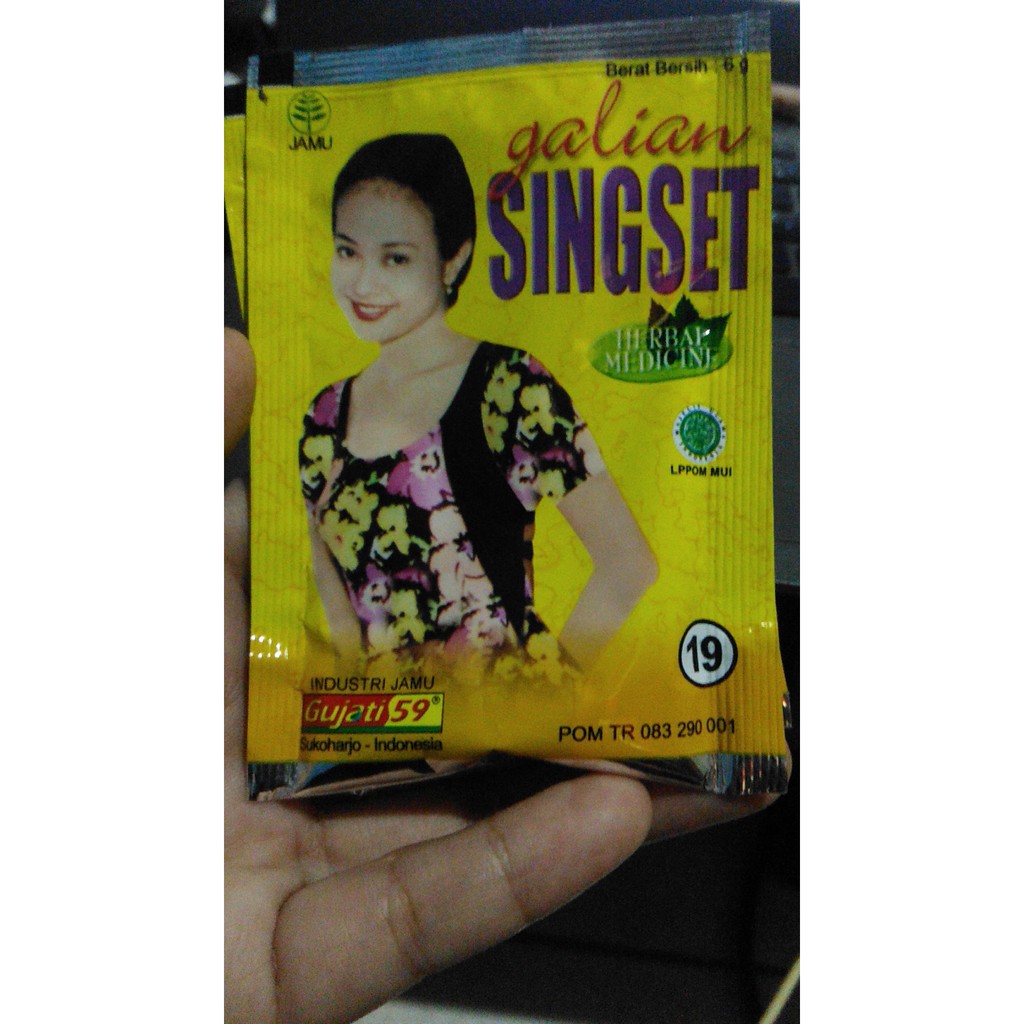 Berat Bersih : 6 g
JAMU
galian
SINGSET
HERBAL
MEDICINE
LPPOM MUI
19
INDUSTRI JAMU
Gujati 59®
Sukoharjo - Indonesia
POM TR 083 290 001